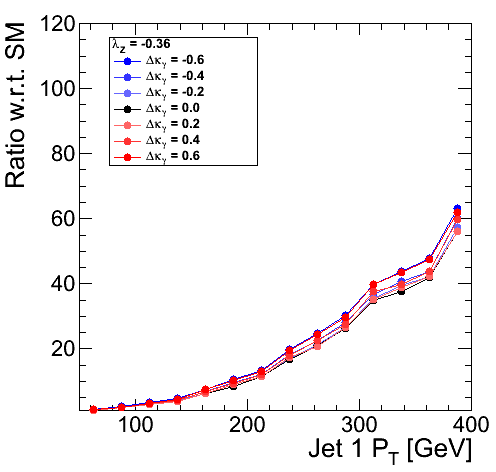 Ratio w.r.t. SM
120
100
80
60
40
20
λZ = -0.36
Δκγ = -0.6
Δκγ = -0.4
Δκγ = -0.2
Δκγ = 0.0
Δκγ = 0.2
Δκγ = 0.4
Δκγ = 0.6
100 200 300 400
Jet 1 PT [GeV]